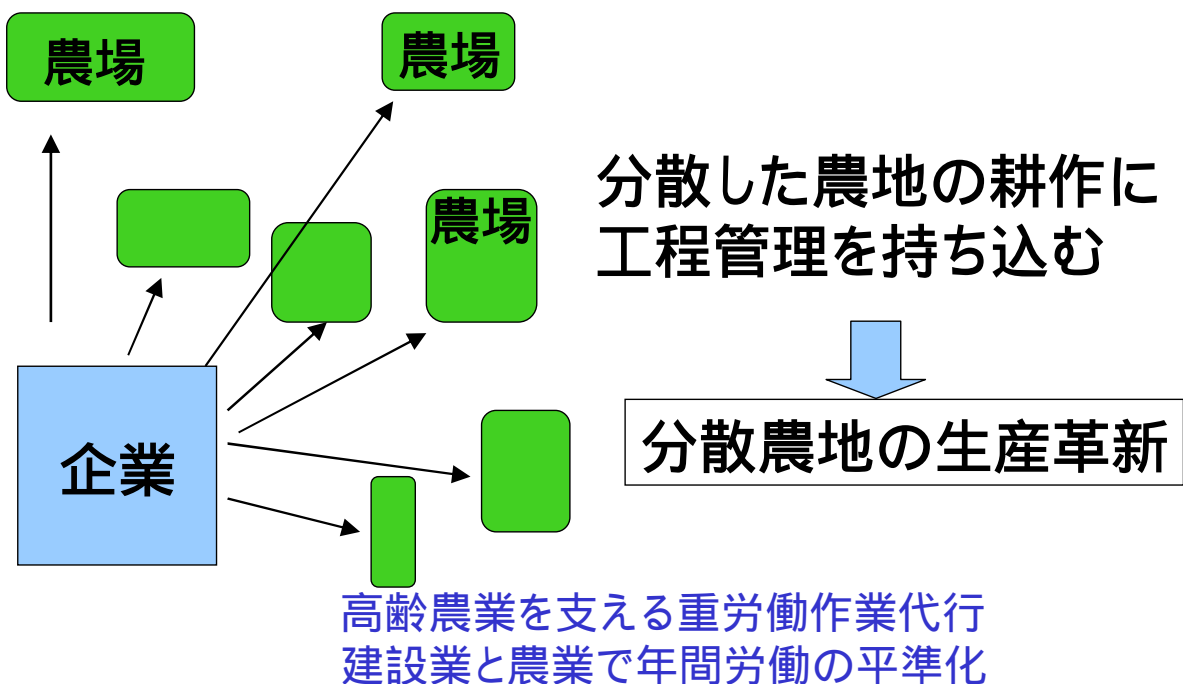 農場
農場
農場
分散した農地の耕作に
工程管理を持ち込む
企業
分散農地の生産革新
高齢農業を支える重労働作業代行
建設業と農業で年間労働の平準化